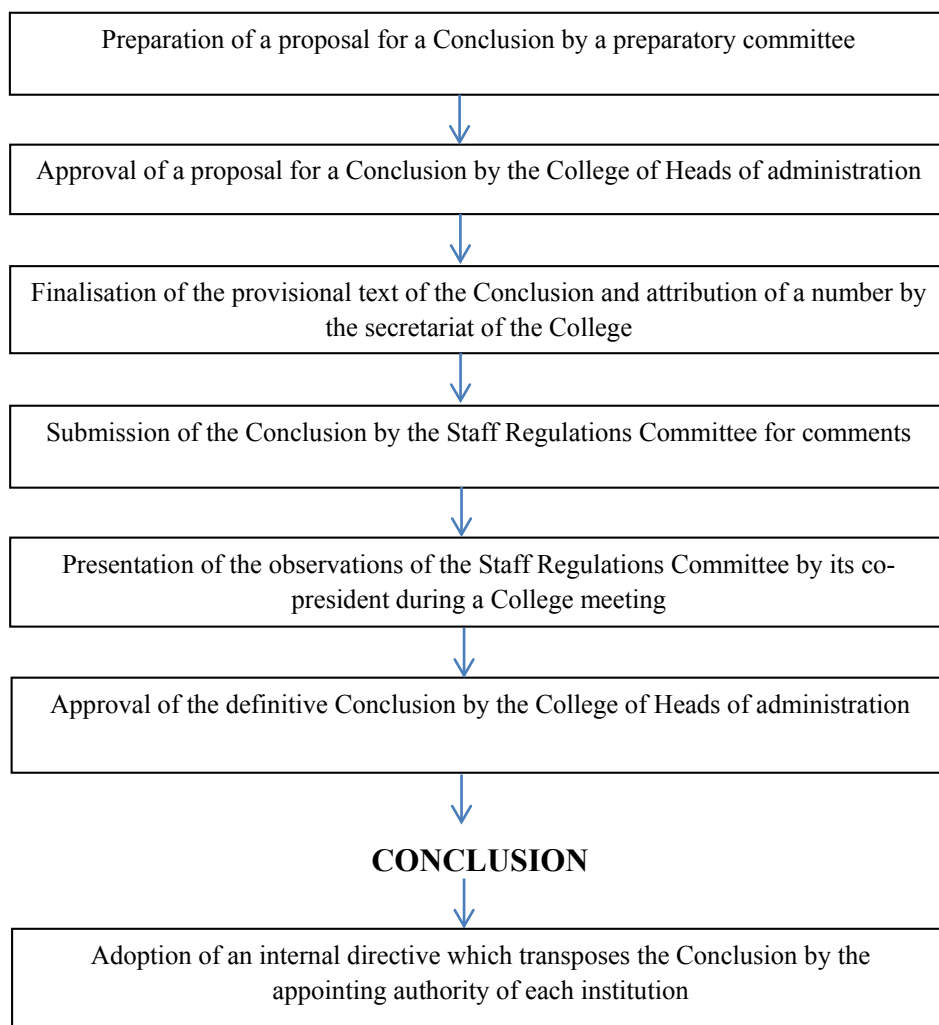 Preparation of a proposal for a Conclusion by a preparatory committee
Approval of a proposal for a Conclusion by the College of Heads of administration
Finalisation of the provisional text of the Conclusion and attribution of a number by
the secretariat of the College
Submission of the Conclusion by the Staff Regulations Committee for comments
Presentation of the observations of the Staff Regulations Committee by its co-
president during a College meeting
Approval of the definitive Conclusion by the College of Heads of administration
CONCLUSION
Adoption of an internal directive which transposes the Conclusion by the
appointing authority of each institution